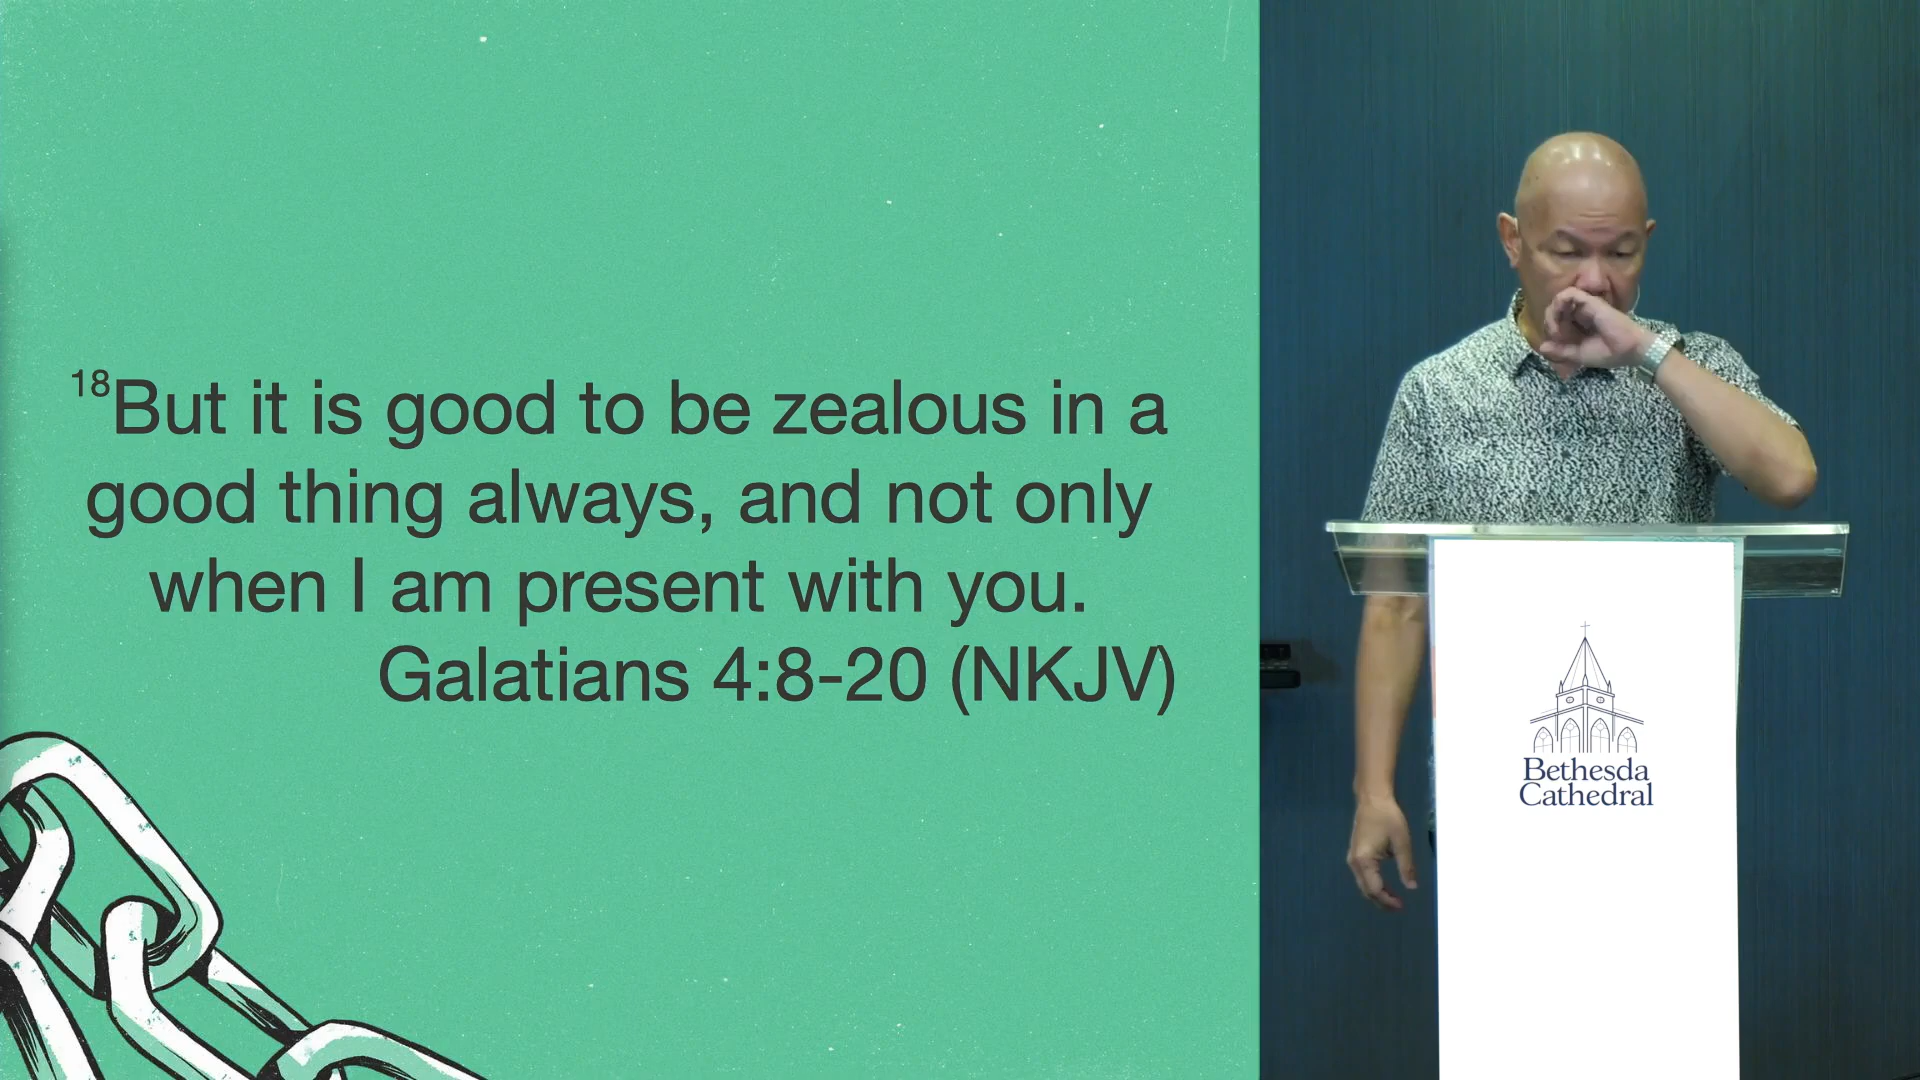 18But it is good to be zealous in a
good thing always, and not only
when I am present with you.
Galatians 4:8-20 (NKJV)
Bethesda
Cathedral